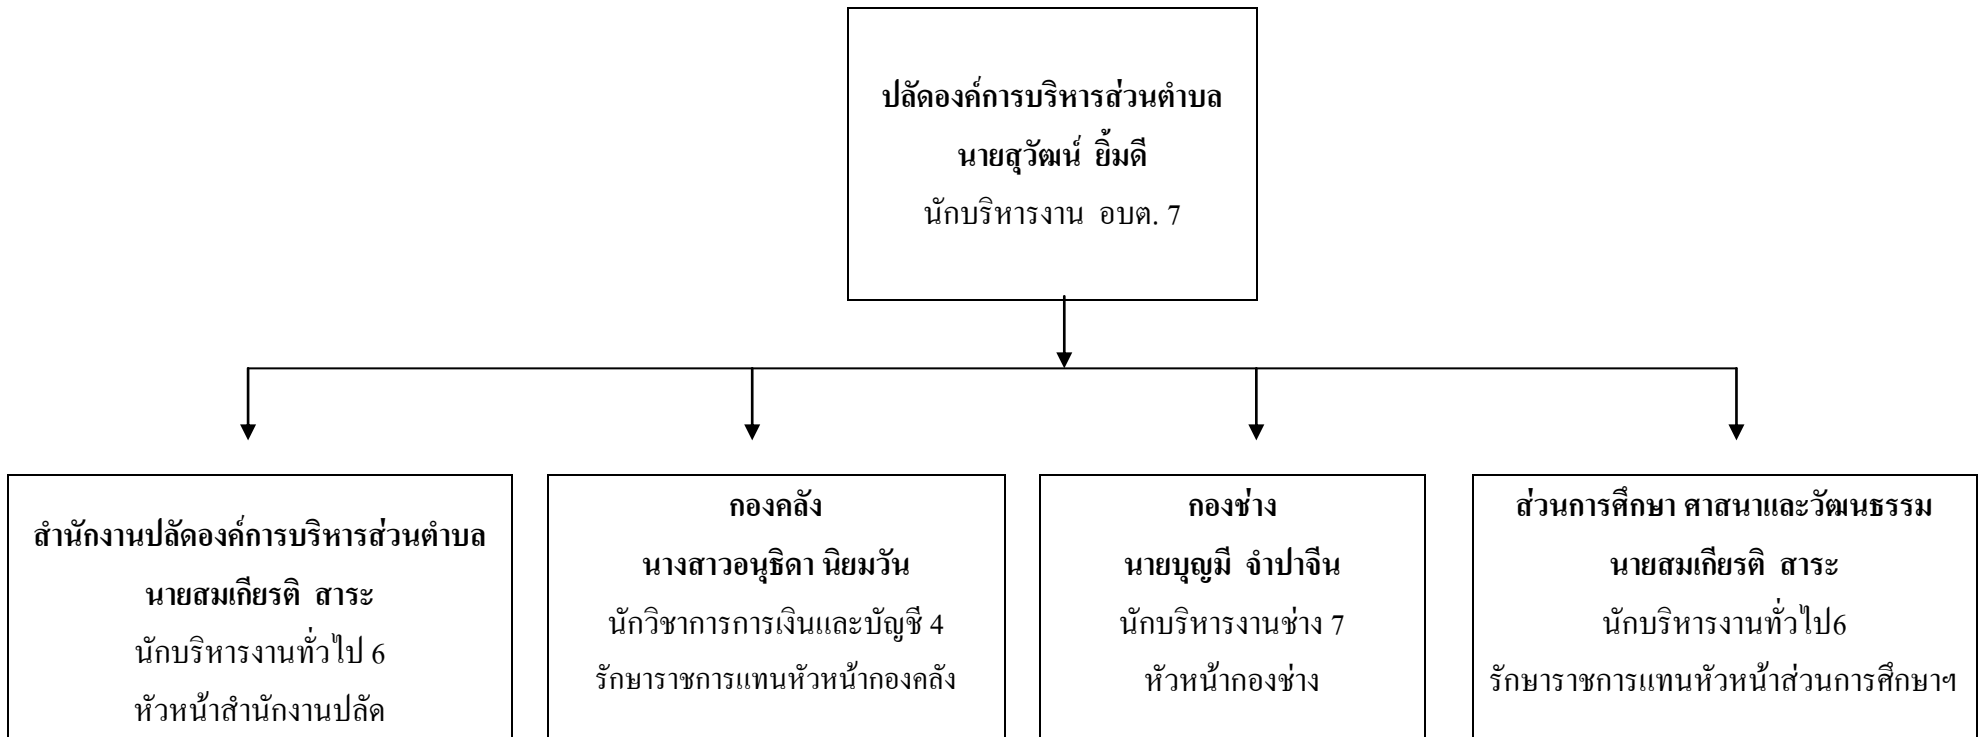 ปลัดองค์การบริหารส่วนตำบล
นายสุวัฒน์ ยิ้มดี
นักบริหารงาน อบต. 7
สำนักงานปลัดองค์การบริหารส่วนตำบล
นายสมเกียรติ สาระ
นักบริหารงานทั่วไป 6
หัวหน้าสำนักงานปลัด
กองคลัง
นางสาวอนุธิดา นิยมวัน
นักวิชาการการเงินและบัญชี 4
รักษาราชการแทนหัวหน้ากองคลัง
กองช่าง
นายบุญมี จำปาจีน
นักบริหารงานช่าง 7
หัวหน้ากองช่าง
ส่วนการศึกษา ศาสนาและวัฒนธรรม
นายสมเกียรติ สาระ
นักบริหารงานทั่วไป6
รักษาราชการแทนหัวหน้าส่วนการศึกษาฯ